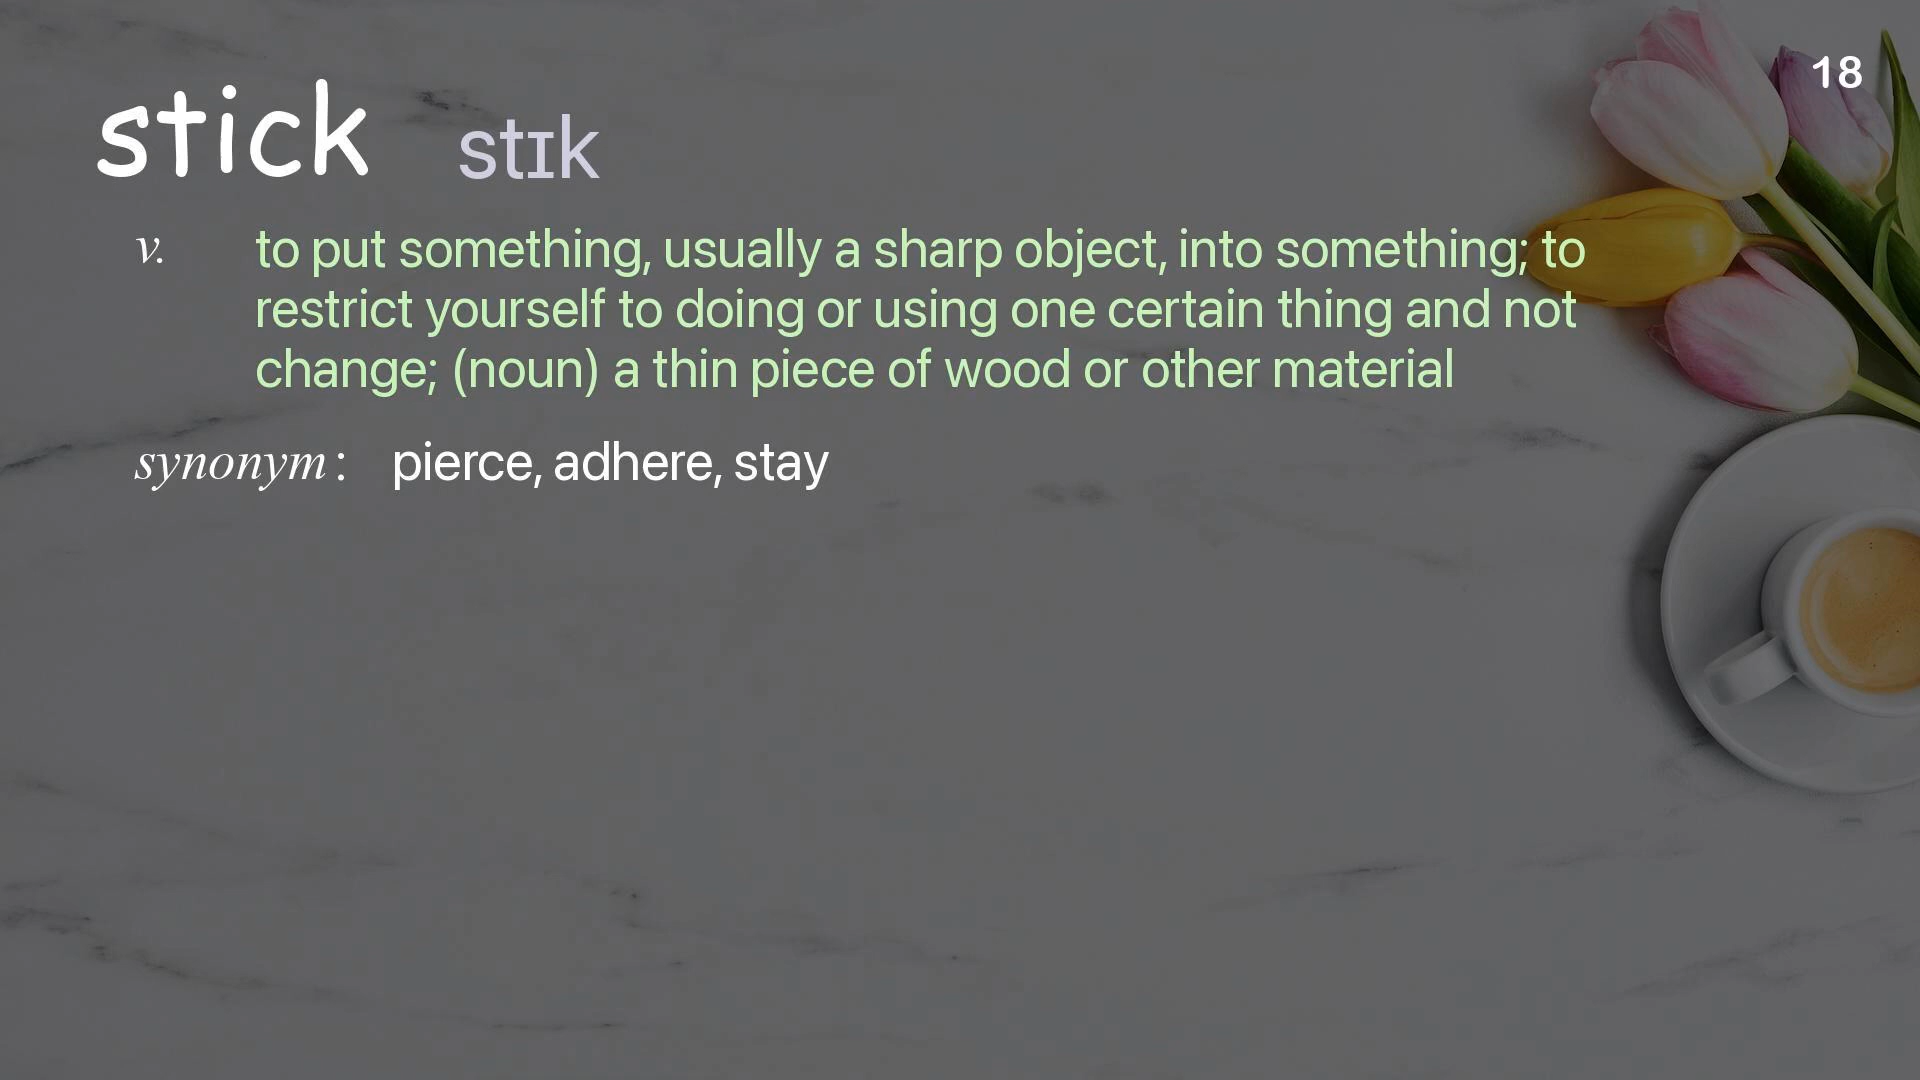 18
stick stɪk
v. to put something, usually a sharp object, into something; to
restrict yourself to doing or using one certain thing and not
change; (noun) a thin piece of wood or other material
synonym: pierce, adhere, stay